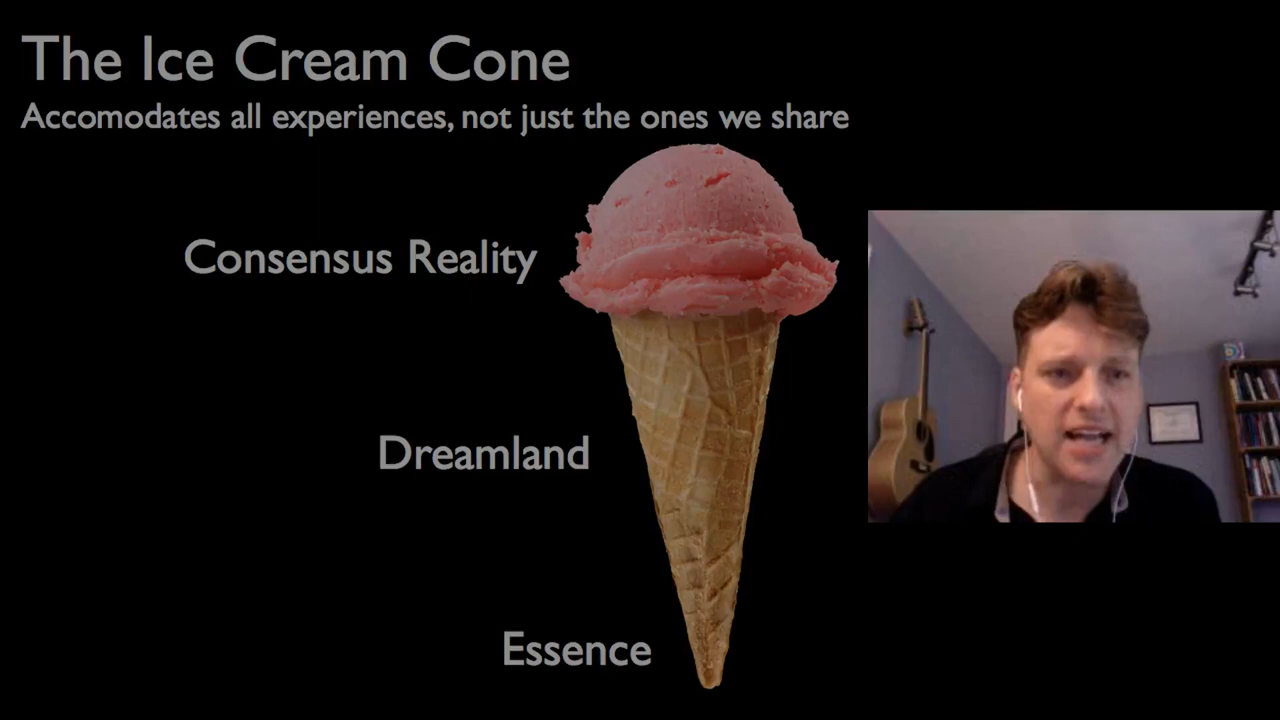 The Ice Cream Cone
Accomodates all experiences, not just the ones we share
Consensus Reality
Dreamland
Essence